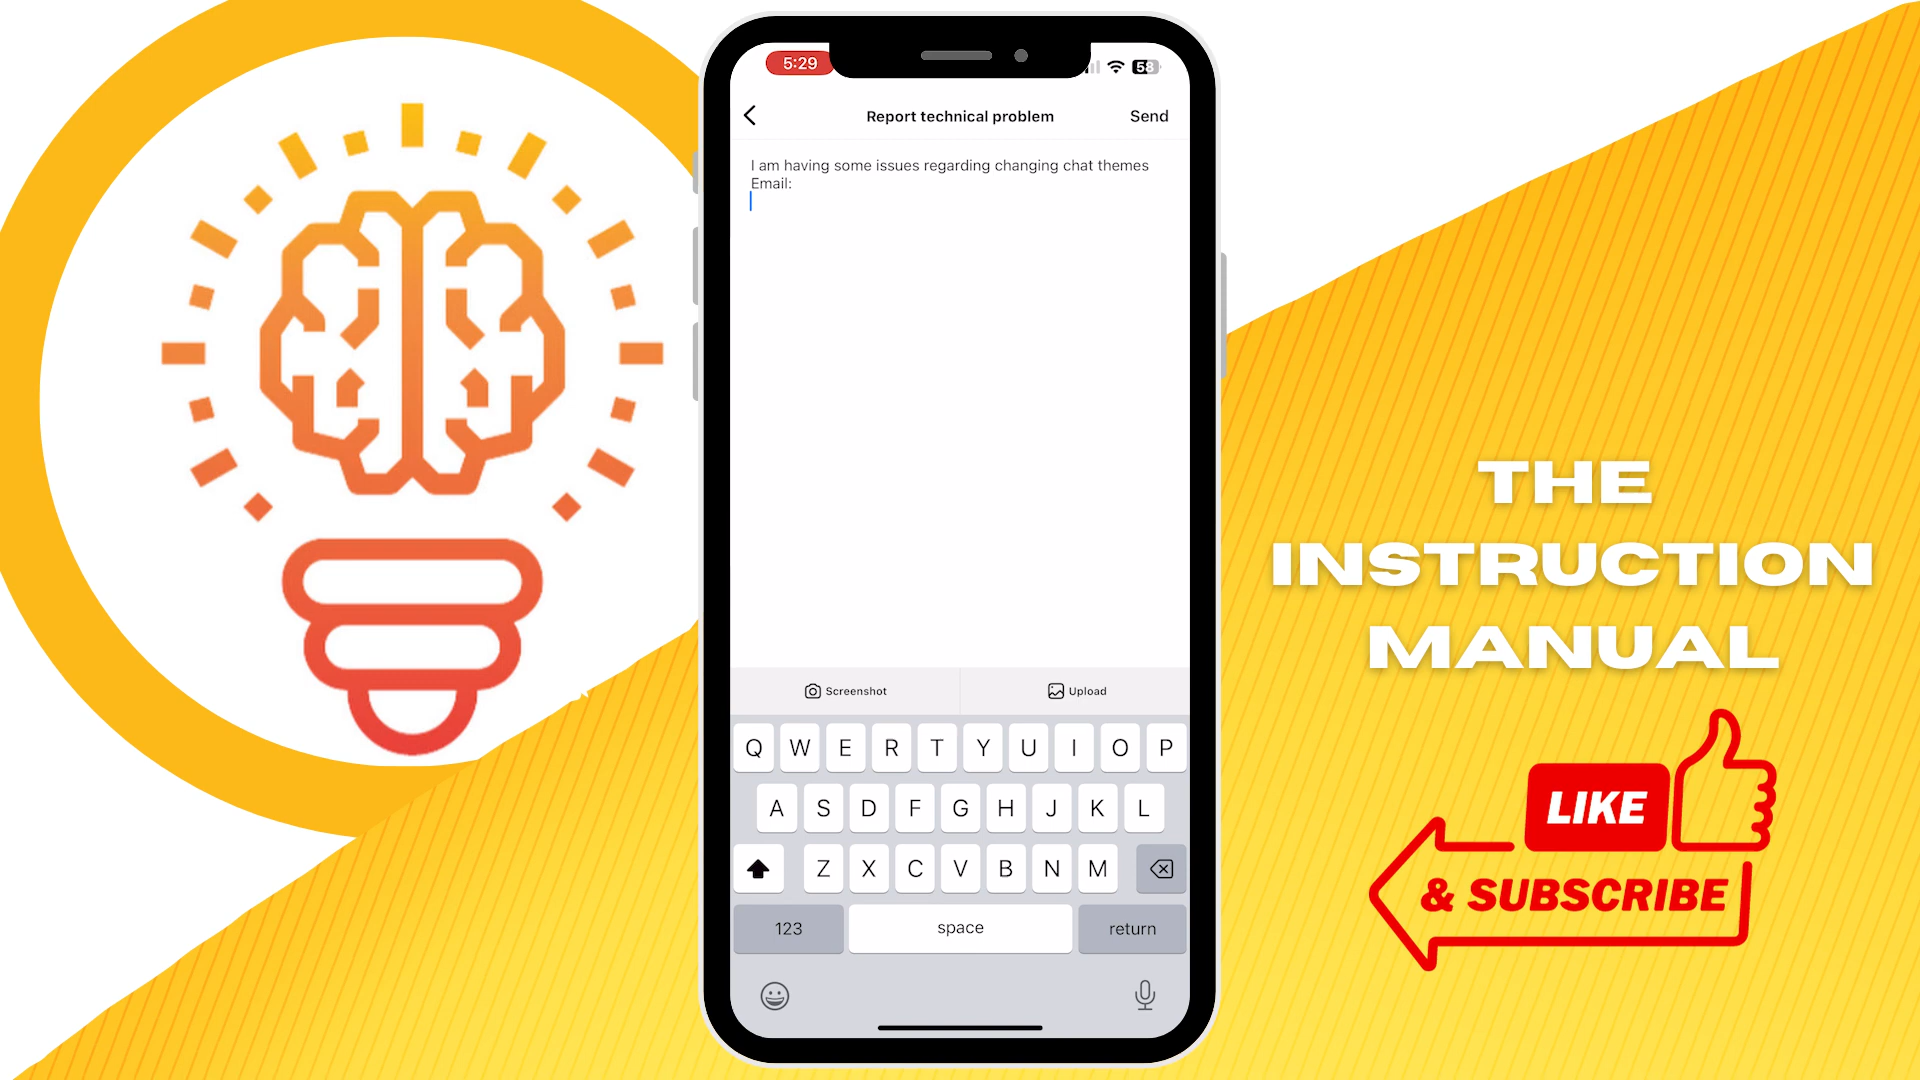 5:29
58
Report technical problem
Send
I am having some issues regarding changing chat themes
Email:
Screenshot
Upload
Q W E R T Y U I O P
A S D F G H J K L
Z X C V B N M
123
space
return
THE
INSTRUCTION
MANUAL
LIKE
& SUBSCRIBE